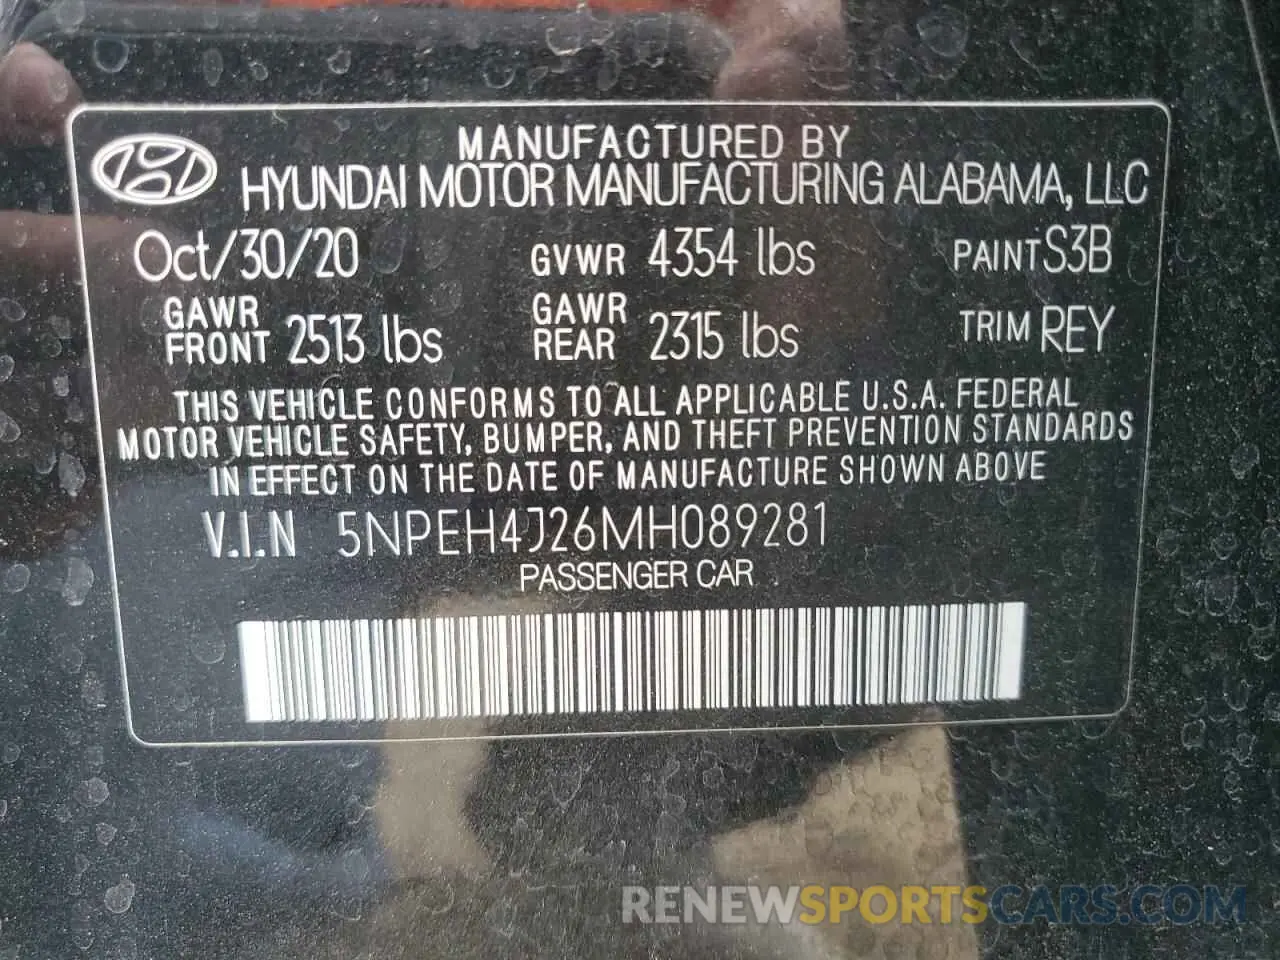 MANUFACTURED BY
HYUNDAI MOTOR MANUFACTURING ALABAMA, LLC
Oct/30/20 GVWR 4354 lbs PAINT S3B
GAWR FRONT 2513 lbs GAWR REAR 2315 lbs TRIM REY
THIS VEHICLE CONFORMS TO ALL APPLICABLE U.S.A. FEDERAL
MOTOR VEHICLE SAFETY, BUMPER, AND THEFT PREVENTION STANDARDS
IN EFFECT ON THE DATE OF MANUFACTURE SHOWN ABOVE
V.I.N 5NPEH4J26MH089281
PASSENGER CAR
RENEWSPORTSCARS.COM